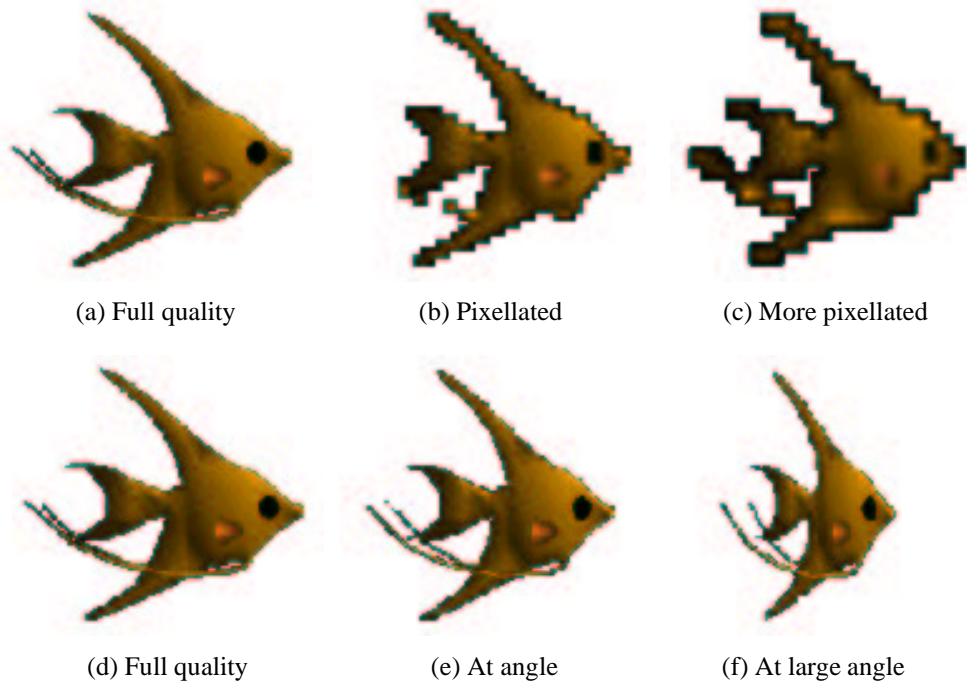 (a) Full quality
(b) Pixellated
(c) More pixellated
(d) Full quality
(e) At angle
(f) At large angle